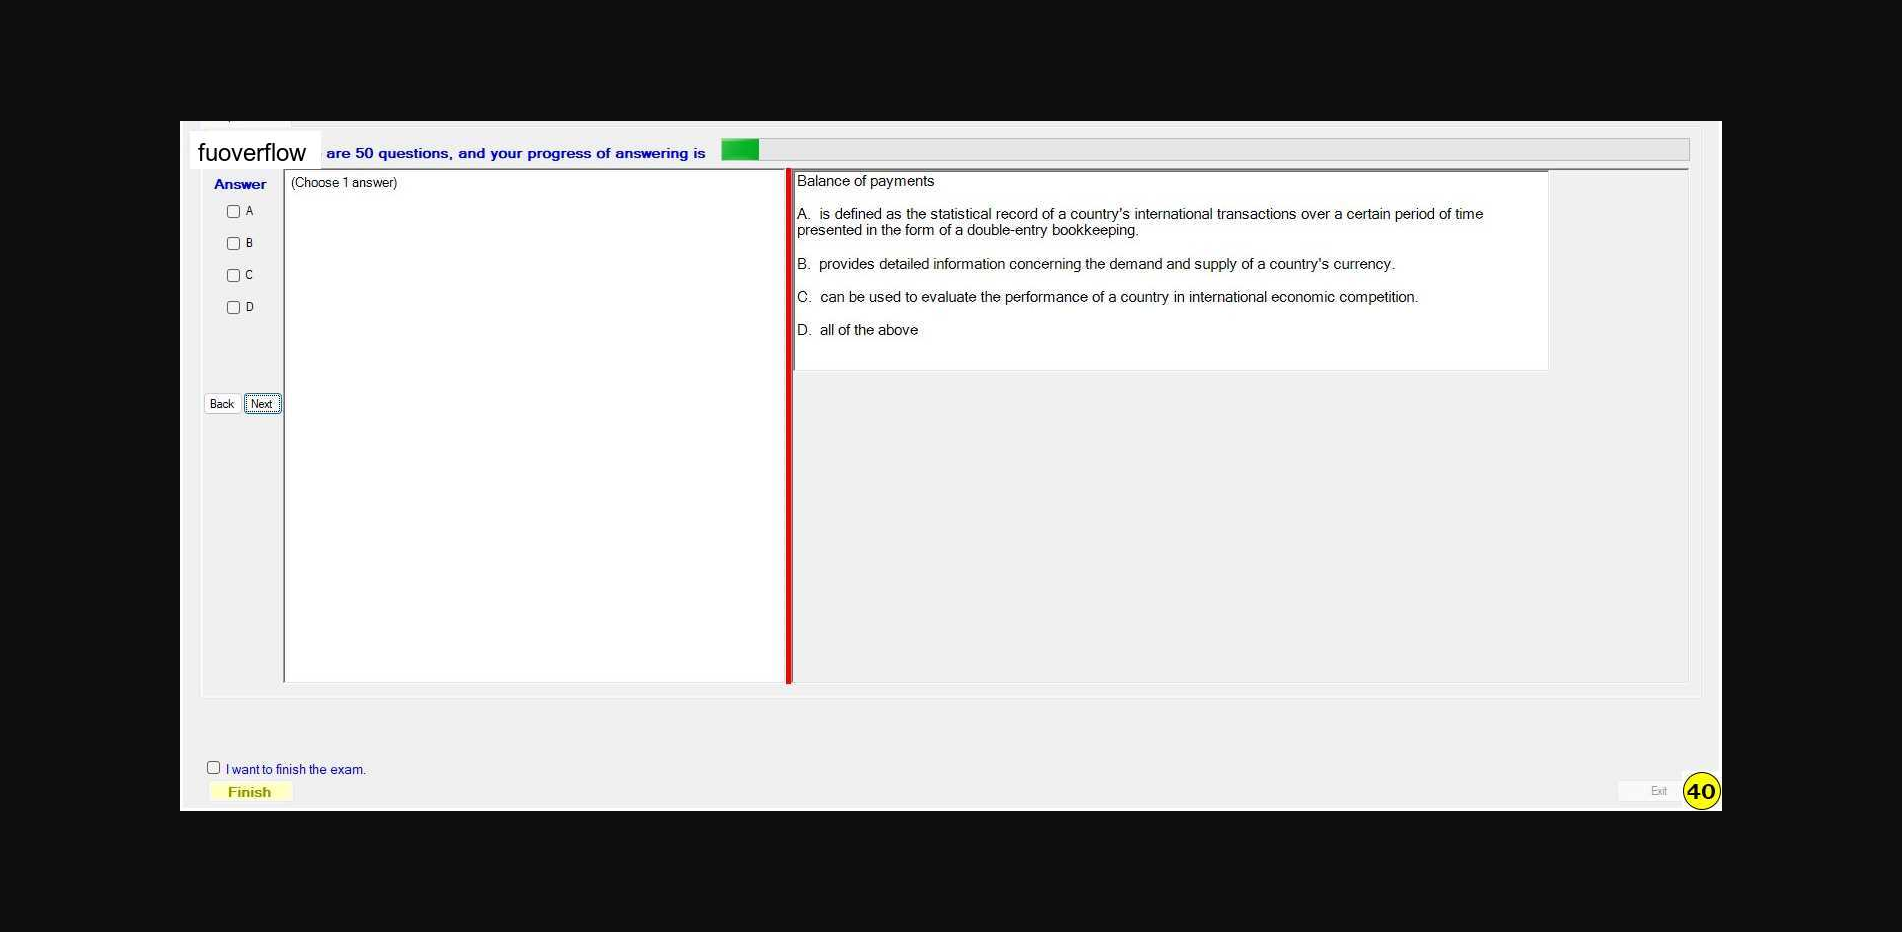 fuoverflow are 50 questions, and your progress of answering is
Answer
(Choose 1 answer)
A
B
C
D
Back Next
Balance of payments
A. is defined as the statistical record of a country's international transactions over a certain period of time
presented in the form of a double-entry bookkeeping.
B. provides detailed information concerning the demand and supply of a country's currency.
C. can be used to evaluate the performance of a country in international economic competition.
D. all of the above
I want to finish the exam.
Finish
Exit
40